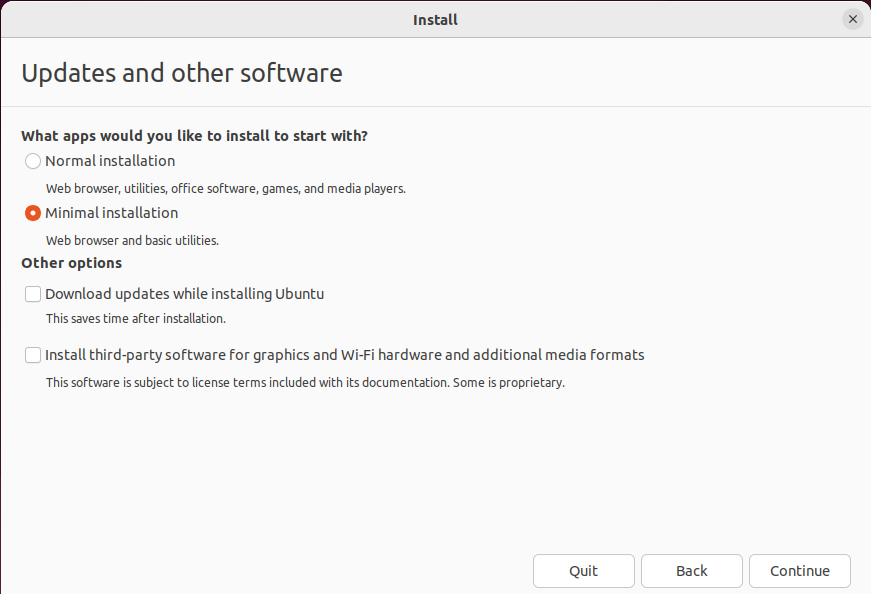 Install
Updates and other software
What apps would you like to install to start with?
Normal installation
Web browser, utilities, office software, games, and media players.
Minimal installation
Web browser and basic utilities.
Other options
Download updates while installing Ubuntu
This saves time after installation.
Install third-party software for graphics and Wi-Fi hardware and additional media formats
This software is subject to license terms included with its documentation. Some is proprietary.
Quit Back Continue